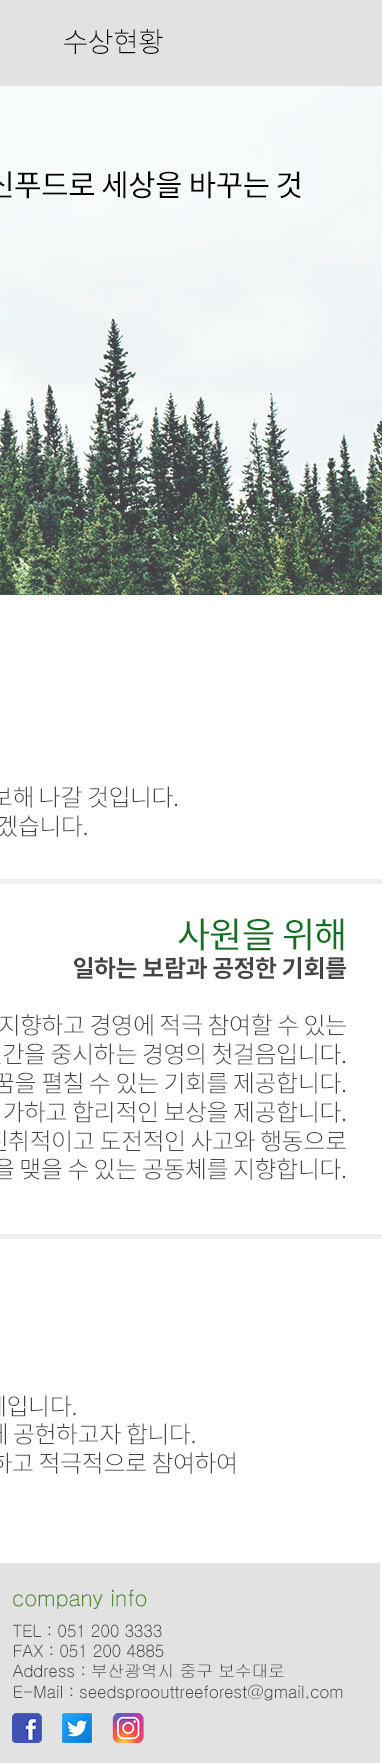 수상현황
신푸드로 세상을 바꾸는 것
보해 나갈 것입니다.
겠습니다.
사원을 위해
일하는 보람과 공정한 기회를
지향하고 경영에 적극 참여할 수 있는
간을 중시하는 경영의 첫걸음입니다.
꿈을 펼칠 수 있는 기회를 제공합니다.
가하고 합리적인 보상을 제공합니다.
진취적이고 도전적인 사고와 행동으로
을 맺을 수 있는 공동체를 지향합니다.
입니다.
에 공헌하고자 합니다.
하고 적극적으로 참여하여
company info
TEL : 051 200 3333
FAX : 051 200 4885
Address : 부산광역시 중구 보수대로
E-Mail : seedsproouttreeforest@gmail.com